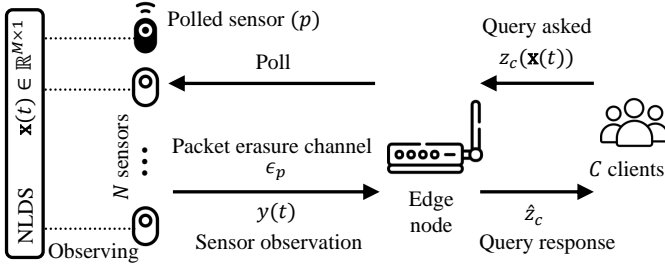 NLDS 𝐱(t) ∈ ℝ^{M×1}
Polled sensor (p)
Poll
N sensors
Packet erasure channel
ϵ_p
y(t)
Sensor observation
Observing
Edge
node
Query asked
z_c(𝐱(t))
C clients
ẑ_c
Query response